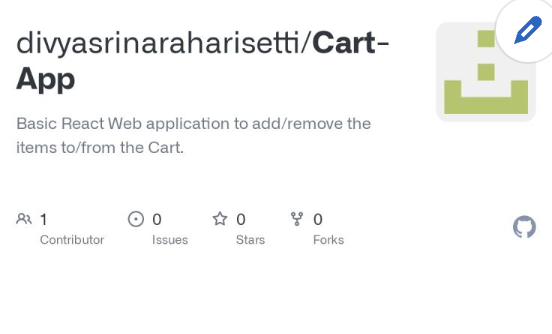 divyasrinaraharisetti/Cart-
App
Basic React Web application to add/remove the
items to/from the Cart.
1 0 0 0
Contributor Issues Stars Forks